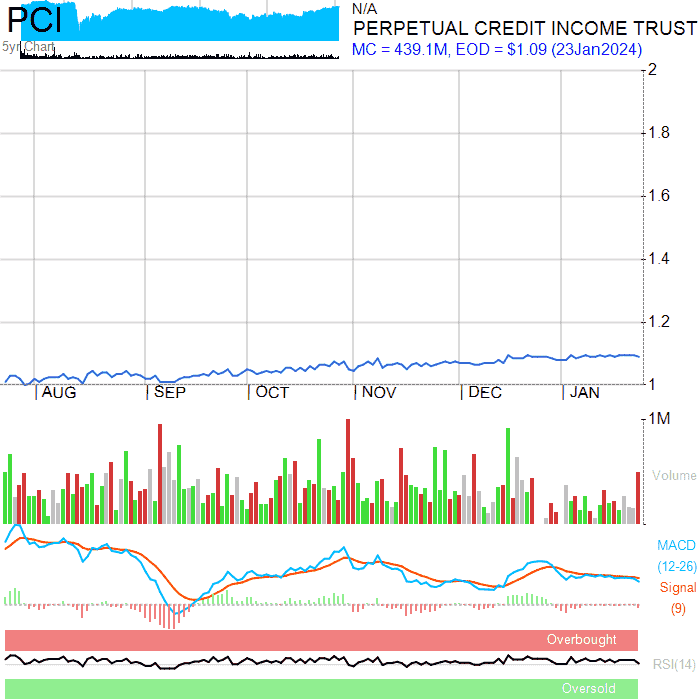 PCI
5yr Chart
N/A
PERPETUAL CREDIT INCOME TRUST
MC = 439.1M, EOD = $1.09 (23Jan2024)
2
1.8
1.6
1.4
1.2
1
AUG SEP OCT NOV DEC JAN
1M
Volume
MACD
(12-26)
Signal
(9)
Overbought
RSI(14)
Oversold